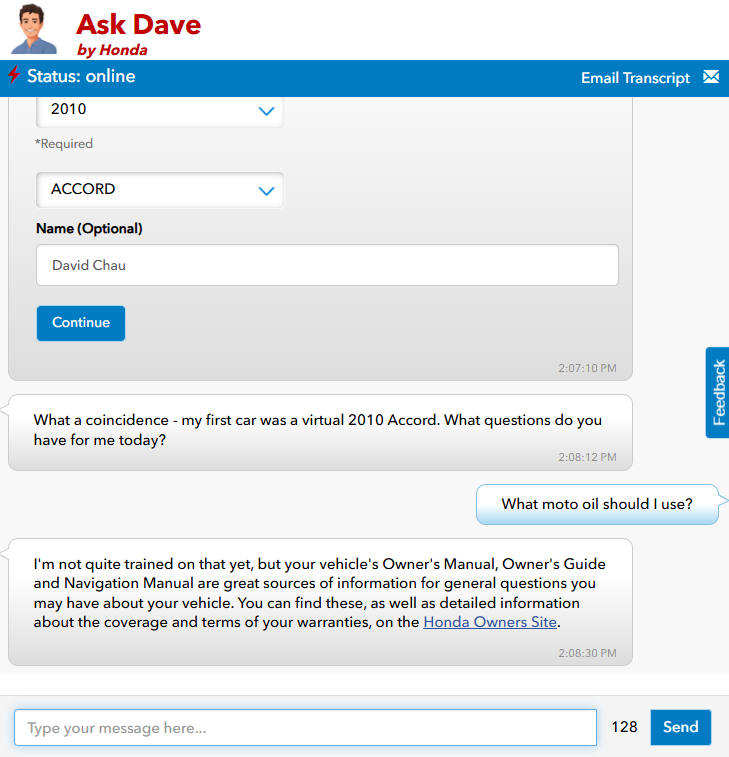 Ask Dave
by Honda
Status: online
Email Transcript
2010
*Required
ACCORD
Name (Optional)
David Chau
Continue
2:07:10 PM
Feedback
What a coincidence - my first car was a virtual 2010 Accord. What questions do you
have for me today?
2:08:12 PM
What moto oil should I use?
I'm not quite trained on that yet, but your vehicle's Owner's Manual, Owner's Guide
and Navigation Manual are great sources of information for general questions you
may have about your vehicle. You can find these, as well as detailed information
about the coverage and terms of your warranties, on the Honda Owners Site.
2:08:30 PM
Type your message here...
128
Send